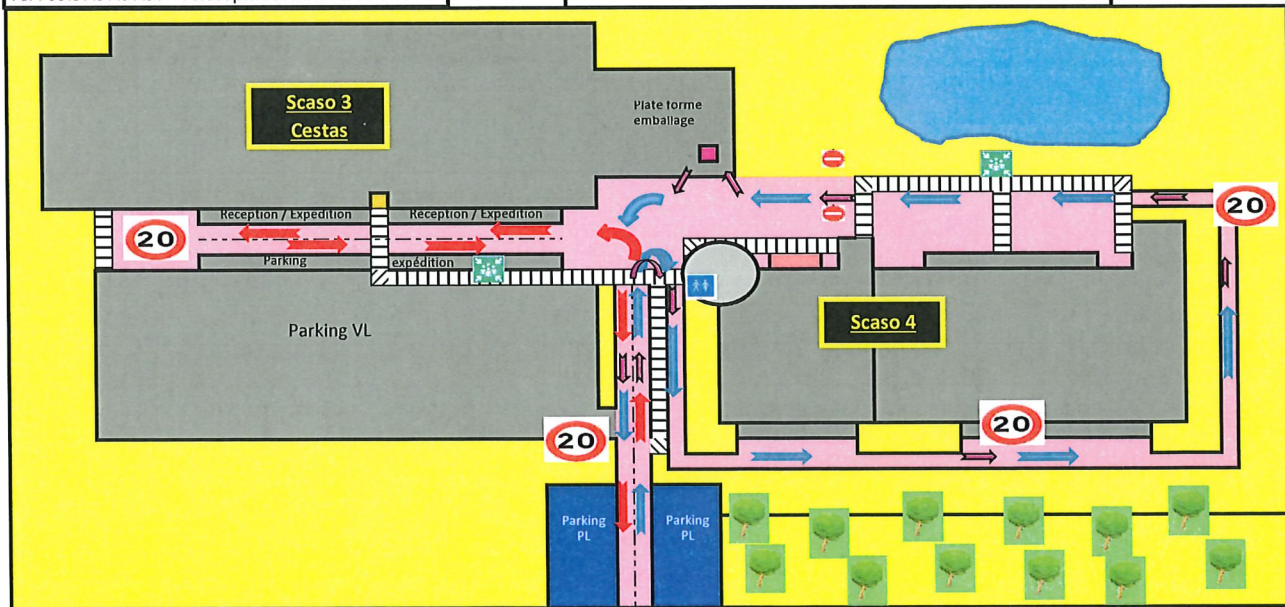 Scaso 3
Cestas
Plate forme
emballage
20
Reception / Expedition
Reception / Expedition
20
Parking
expédition
Parking VL
Scaso 4
20
20
Parking
PL
Parking
PL